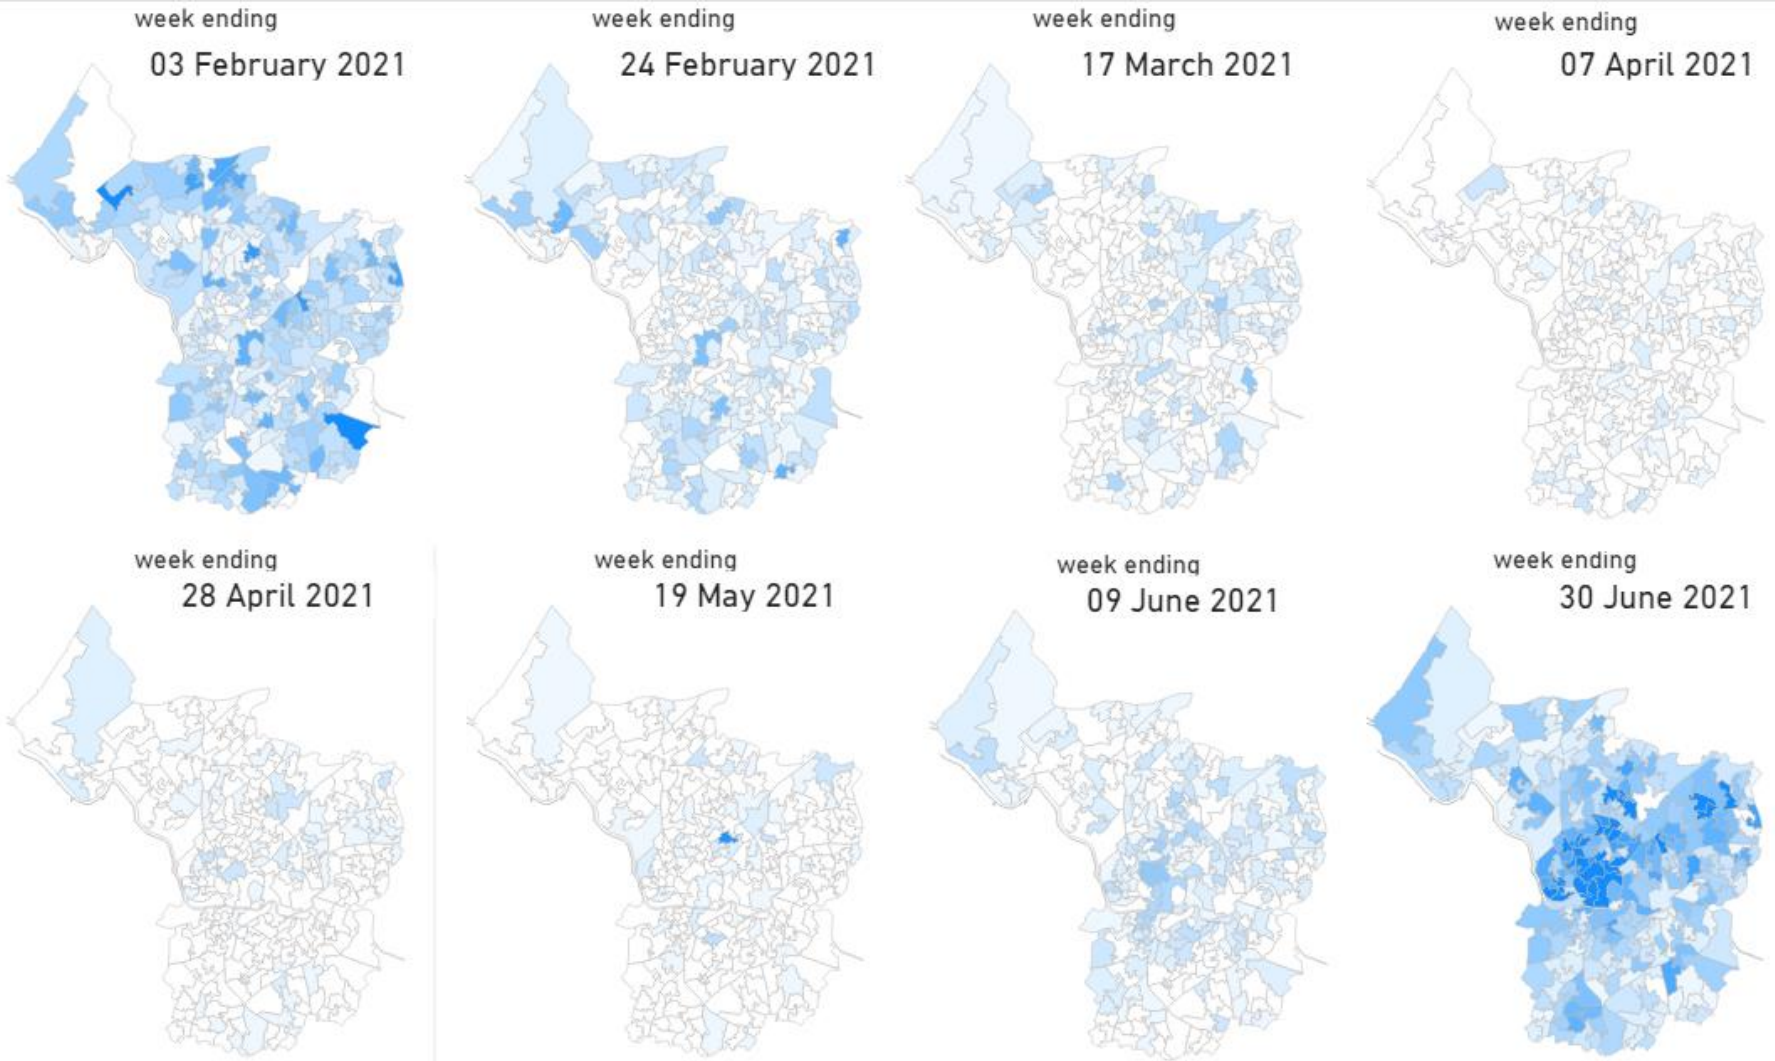 week ending
03 February 2021
week ending
24 February 2021
week ending
17 March 2021
week ending
07 April 2021
week ending
28 April 2021
week ending
19 May 2021
week ending
09 June 2021
week ending
30 June 2021